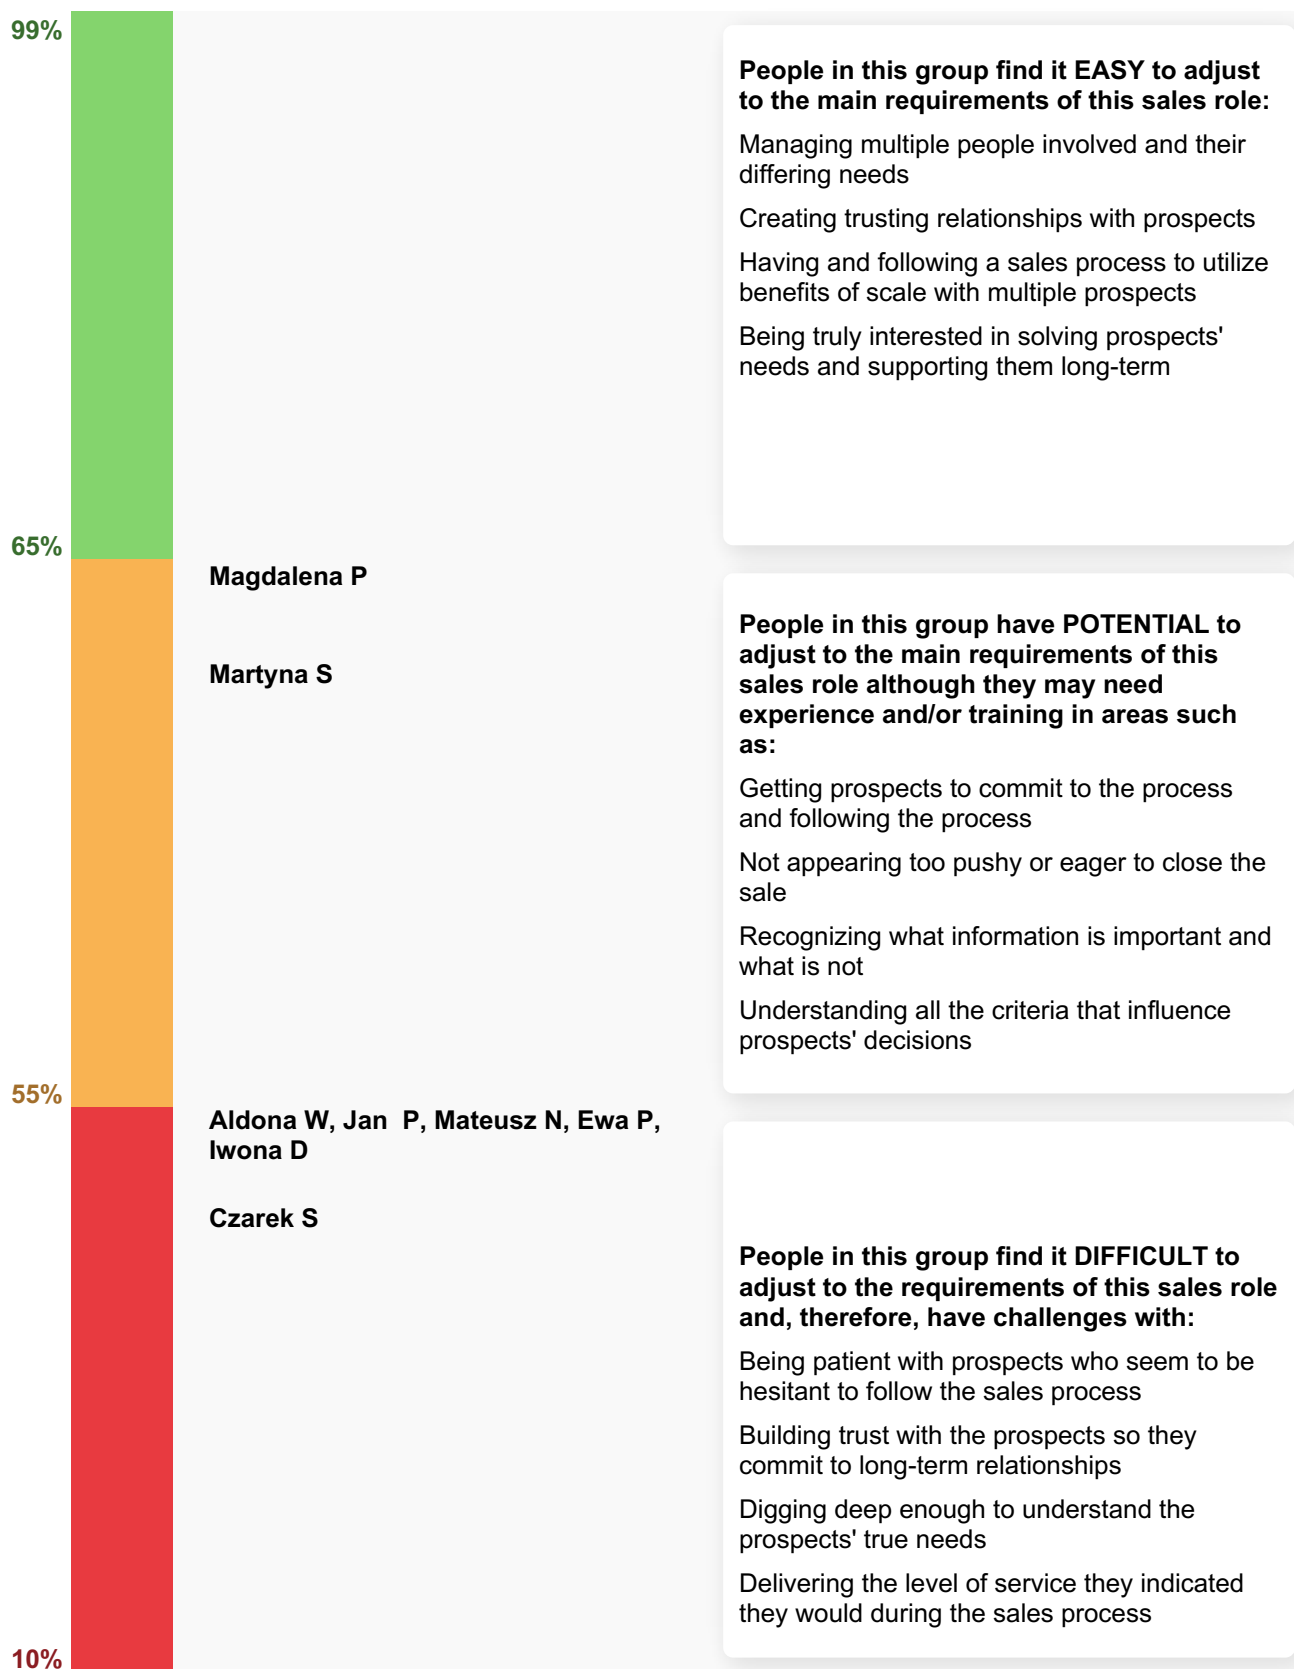 99%
People in this group find it EASY to adjust
to the main requirements of this sales role:
Managing multiple people involved and their
differing needs
Creating trusting relationships with prospects
Having and following a sales process to utilize
benefits of scale with multiple prospects
Being truly interested in solving prospects'
needs and supporting them long-term
65%
Magdalena P
Martyna S
People in this group have POTENTIAL to
adjust to the main requirements of this
sales role although they may need
experience and/or training in areas such
as:
Getting prospects to commit to the process
and following the process
Not appearing too pushy or eager to close the
sale
Recognizing what information is important and
what is not
Understanding all the criteria that influence
prospects' decisions
55%
Aldona W, Jan  P, Mateusz N, Ewa P,
Iwona D
Czarek S
People in this group find it DIFFICULT to
adjust to the requirements of this sales role
and, therefore, have challenges with:
Being patient with prospects who seem to be
hesitant to follow the sales process
Building trust with the prospects so they
commit to long-term relationships
Digging deep enough to understand the
prospects' true needs
Delivering the level of service they indicated
they would during the sales process
10%